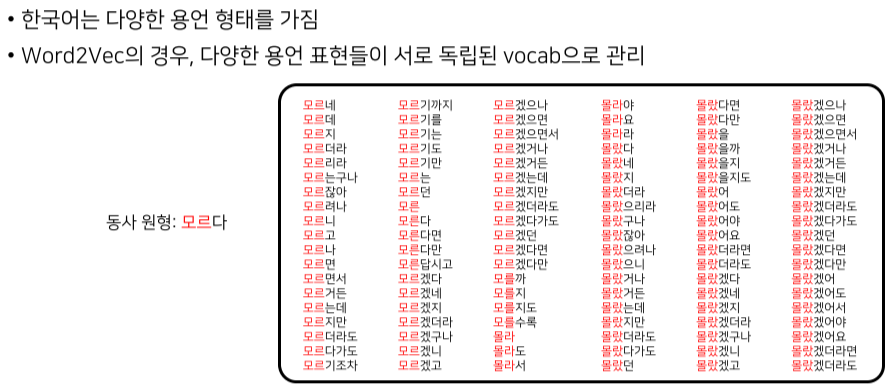 • 한국어는 다양한 용언 형태를 가짐
• Word2Vec의 경우, 다양한 용언 표현들이 서로 독립된 vocab으로 관리
동사 원형: 모르다
모르네 모르기까지 모르겠으나 몰라야 몰랐다면 몰랐겠으나
모르데 모르기를 모르겠으면 몰라요 몰랐다만 몰랐겠으면
모르지 모르기는 모르겠으면서 몰라라 몰랐을 몰랐겠으면서
모르더라 모르기도 모르겠거나 몰랐다 몰랐을까 몰랐겠거나
모르리라 모르기만 모르겠거든 몰랐네 몰랐을지 몰랐겠거든
모르는구나 모르는 모르겠는데 몰랐지 몰랐을지도 몰랐겠는데
모르잖아 모르던 모르겠지만 몰랐더라 몰랐어 몰랐겠지만
모르려나 모른 모르겠더라도 몰랐으리라 몰랐어도 몰랐겠더라도
모르니 모른다 모르겠다가도 몰랐구나 몰랐어야 몰랐겠다가도
모르고 모른다면 모르겠던 몰랐잖아 몰랐어요 몰랐겠던
모르나 모른다만 모르겠다면 몰랐으려나 몰랐더라면 몰랐겠다면
모르면 모른답시고 모르겠다만 몰랐으니 몰랐더라도 몰랐겠다만
모르면서 모르겠다 모를까 몰랐거나 몰랐겠다 몰랐겠어
모르거든 모르겠네 모를지 몰랐거든 몰랐겠네 몰랐겠어도
모르는데 모르겠지 모를지도 몰랐는데 몰랐겠지 몰랐겠어서
모르지만 모르겠더라 모를수록 몰랐지만 몰랐겠더라 몰랐겠어야
모르더라도 모르겠구나 몰라 몰랐더라도 몰랐겠구나 몰랐겠어요
모르다가도 모르겠니 몰라도 몰랐다가도 몰랐겠니 몰랐겠더라면
모르기조차 모르겠고 몰라서 몰랐던 몰랐겠고 몰랐겠더라도